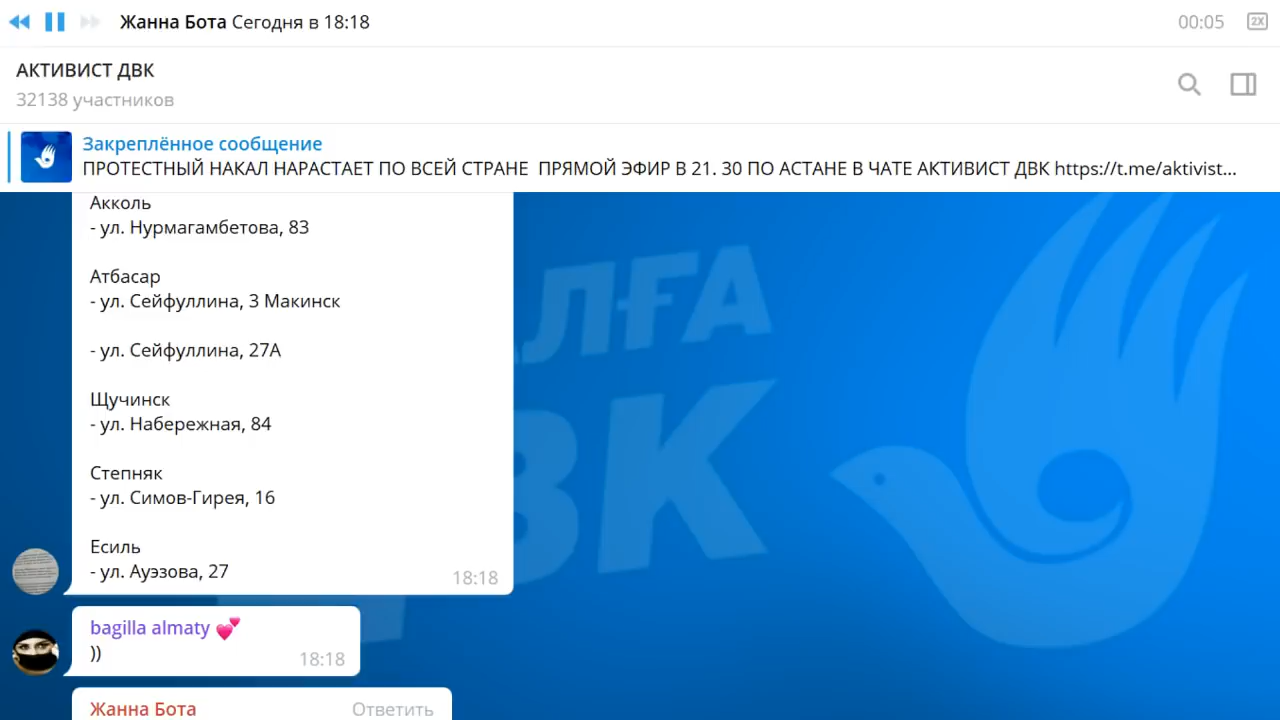 Жанна Бота Сегодня в 18:18
00:05
2X
АКТИВИСТ ДВК
32138 участников
Закреплённое сообщение
ПРОТЕСТНЫЙ НАКАЛ НАРАСТАЕТ ПО ВСЕЙ СТРАНЕ ПРЯМОЙ ЭФИР В 21. 30 ПО АСТАНЕ В ЧАТЕ АКТИВИСТ ДВК https://t.me/aktivist...
Акколь
- ул. Нурмагамбетова, 83
Атбасар
- ул. Сейфуллина, 3 Макинск
- ул. Сейфуллина, 27А
Щучинск
- ул. Набережная, 84
Степняк
- ул. Симов-Гирея, 16
Есиль
- ул. Ауэзова, 27
18:18
bagilla almaty 💕
))
18:18
Жанна Бота
Ответить
ЛҒА
ВК